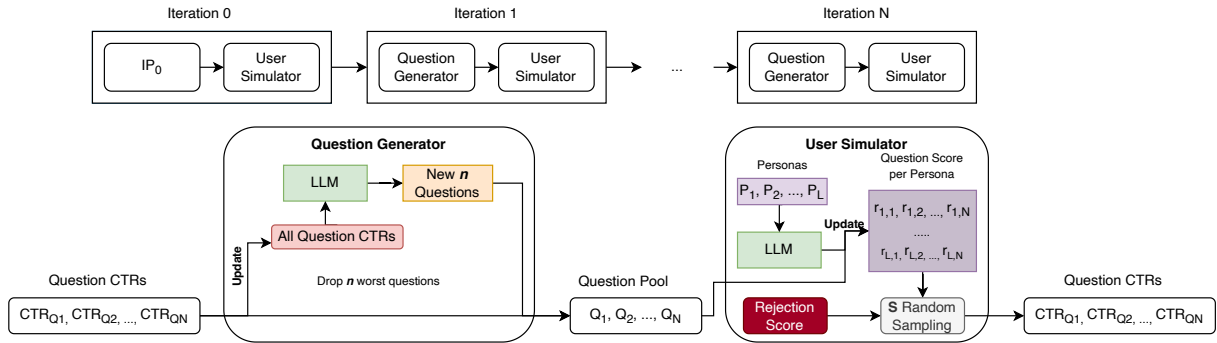 Iteration 0
Iteration 1
Iteration N
IP0
User
Simulator
Question
Generator
User
Simulator
...
Question
Generator
User
Simulator
Question Generator
LLM
New n
Questions
All Question CTRs
Update
Drop n worst questions
Question CTRs
CTRQ1, CTRQ2, ..., CTRQN
Question Pool
Q1, Q2, ..., QN
User Simulator
Personas
P1, P2, ..., PL
LLM
Update
Question Score
per Persona
r1,1, r1,2, ..., r1,N
.....
rL,1, rL,2, ..., rL,N
Rejection
Score
S Random
Sampling
Question CTRs
CTRQ1, CTRQ2, ..., CTRQN